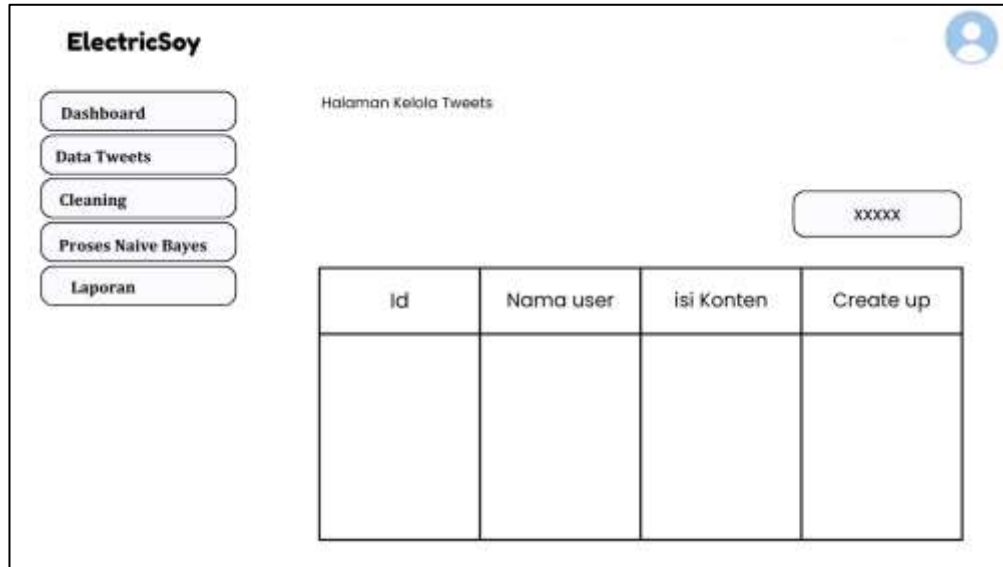 ElectricSoy
Dashboard
Data Tweets
Cleaning
Proses Naive Bayes
Laporan
Halaman Kelola Tweets
XXXXX
Id
Nama user
isi Konten
Create up